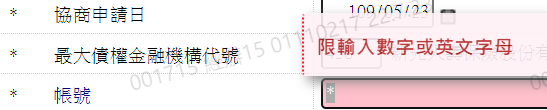 * 協商申請日 109/05/23
限輸入數字或英文字母
* 最大債權金融機構代號
* 帳號 *